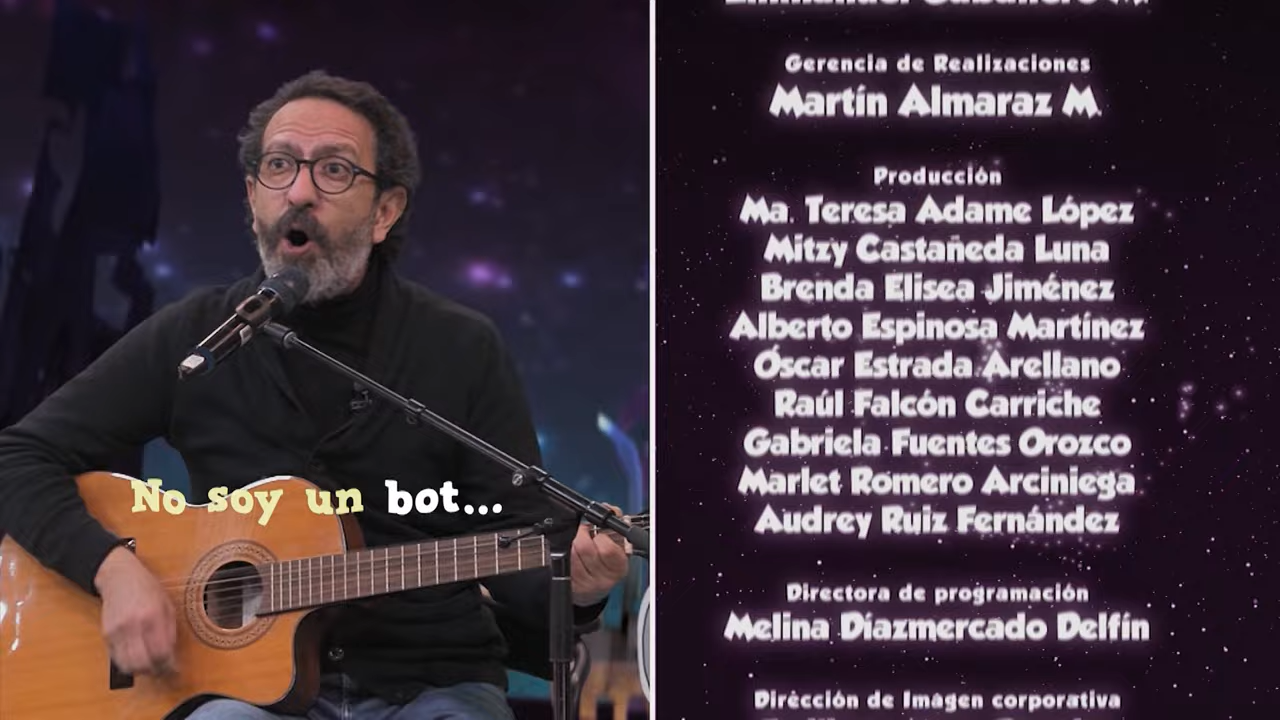 No soy un bot...
Gerencia de Realizaciones
Martín Almaraz M.
Producción
Ma. Teresa Adame López
Mitzy Castañeda Luna
Brenda Elisea Jiménez
Alberto Espinosa Martínez
Óscar Estrada Arellano
Raúl Falcón Carriche
Gabriela Fuentes Orozco
Marlet Romero Arciniega
Audrey Ruiz Fernández
Directora de programación
Melina Díazmercado Delfín
Dirección de Imagen corporativa